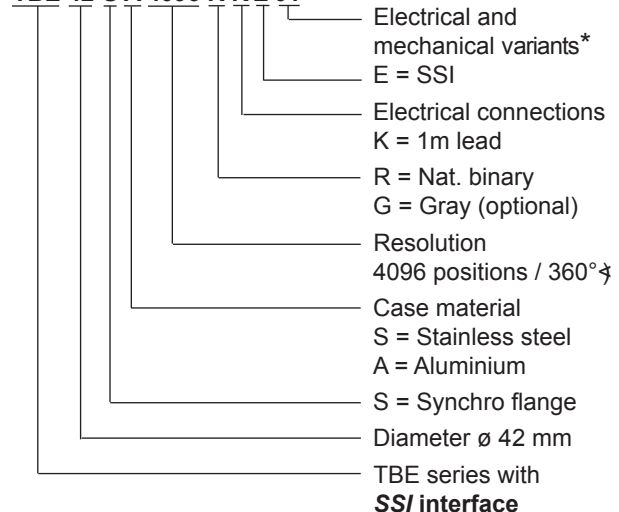 Electrical and
mechanical variants*
E = SSI
Electrical connections
K = 1m lead
R = Nat. binary
G = Gray (optional)
Resolution
4096 positions / 360°∢
Case material
S = Stainless steel
A = Aluminium
S = Synchro flange
Diameter ø 42 mm
TBE series with
SSI interface